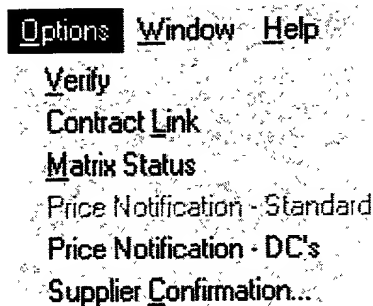 Options Window Help
Verify
Contract Link
Matrix Status
Price Notification - Standard
Price Notification - DC's
Supplier Confirmation...